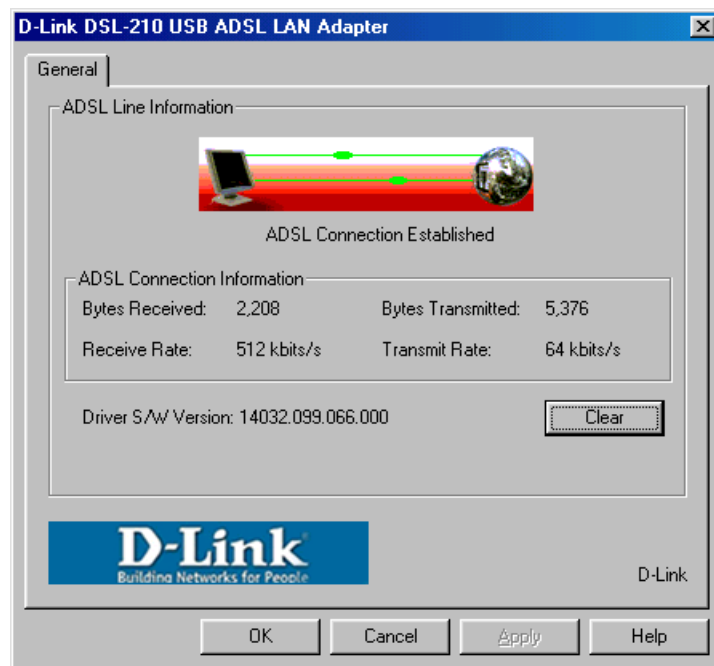 D-Link DSL-210 USB ADSL LAN Adapter
General
ADSL Line Information
ADSL Connection Established
ADSL Connection Information
Bytes Received: 2,208 Bytes Transmitted: 5,376
Receive Rate: 512 kbits/s Transmit Rate: 64 kbits/s
Driver S/W Version: 14032.099.066.000 Clear
D-Link
Building Networks for People
D-Link
OK Cancel Apply Help